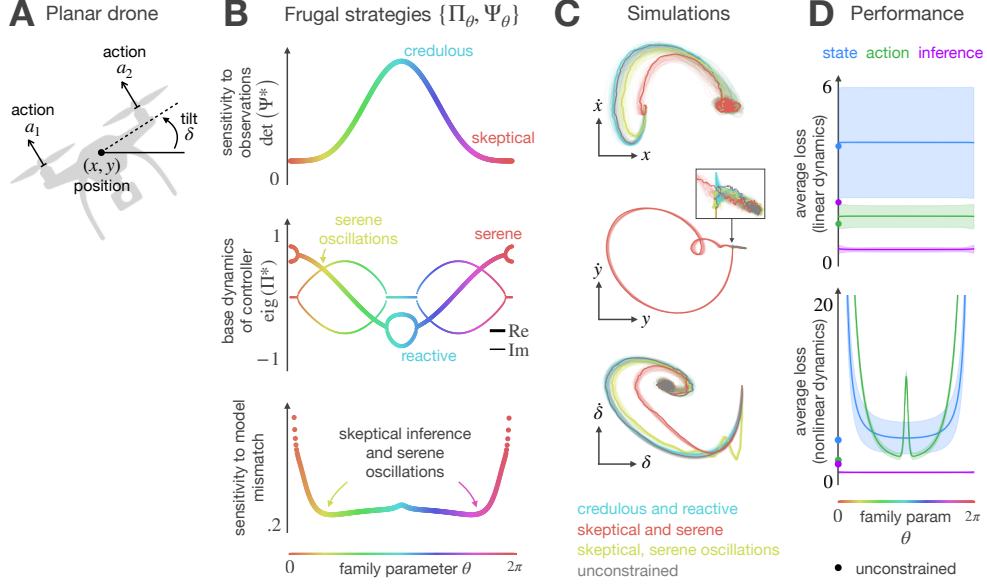 A Planar drone
action
a₂
action
a₁
tilt
δ
(x, y)
position
B Frugal strategies {Π_θ, Ψ_θ}
sensitivity to
observations
det (Ψ*)
credulous
skeptical
0
base dynamics
of controller
eig (Π*)
1
−1
serene
oscillations
serene
reactive
Re
Im
sensitivity to model
mismatch
.2
skeptical inference
and serene
oscillations
0 family parameter θ 2π
C Simulations
ẋ
x
ẏ
y
δ̇
δ
credulous and reactive
skeptical and serene
skeptical, serene oscillations
unconstrained
D Performance
state action inference
average loss
(linear dynamics)
6
0
average loss
(nonlinear dynamics)
20
0
0 family param 2π
θ
unconstrained